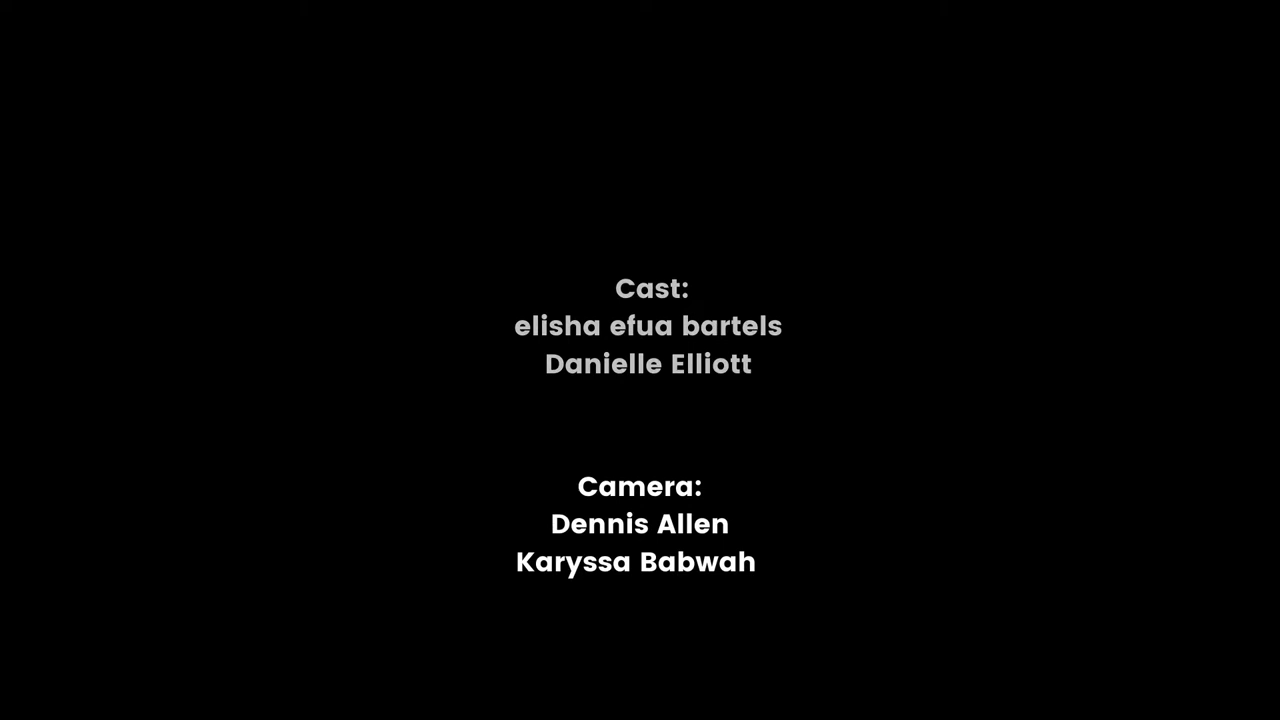 Cast:
elisha efua bartels
Danielle Elliott
Camera:
Dennis Allen
Karyssa Babwah